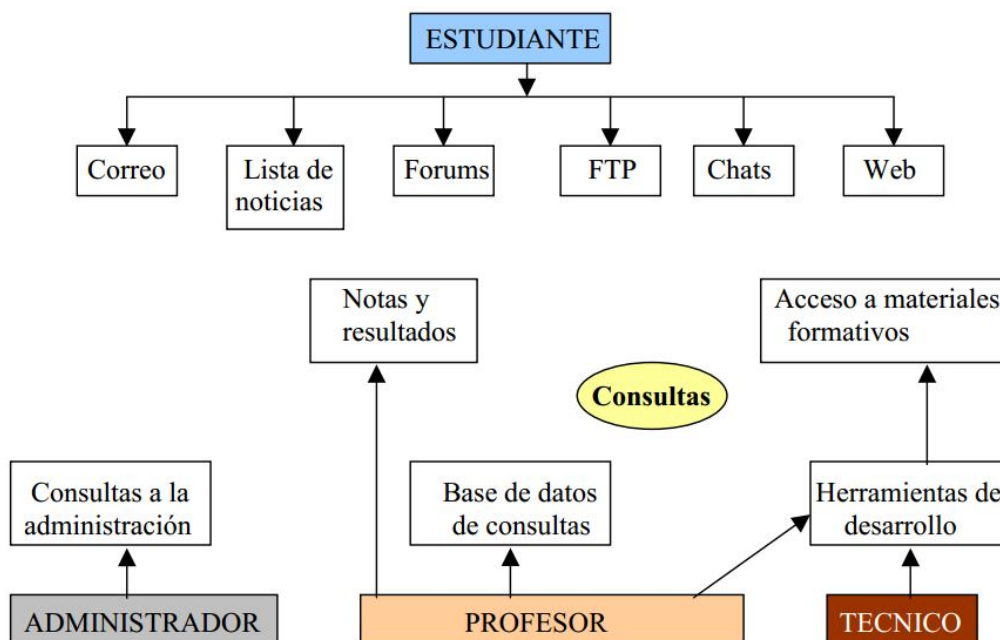 ESTUDIANTE
Correo
Lista de
noticias
Forums
FTP
Chats
Web
Notas y
resultados
Acceso a materiales
formativos
Consultas
Consultas a la
administración
Base de datos
de consultas
Herramientas de
desarrollo
ADMINISTRADOR
PROFESOR
TECNICO